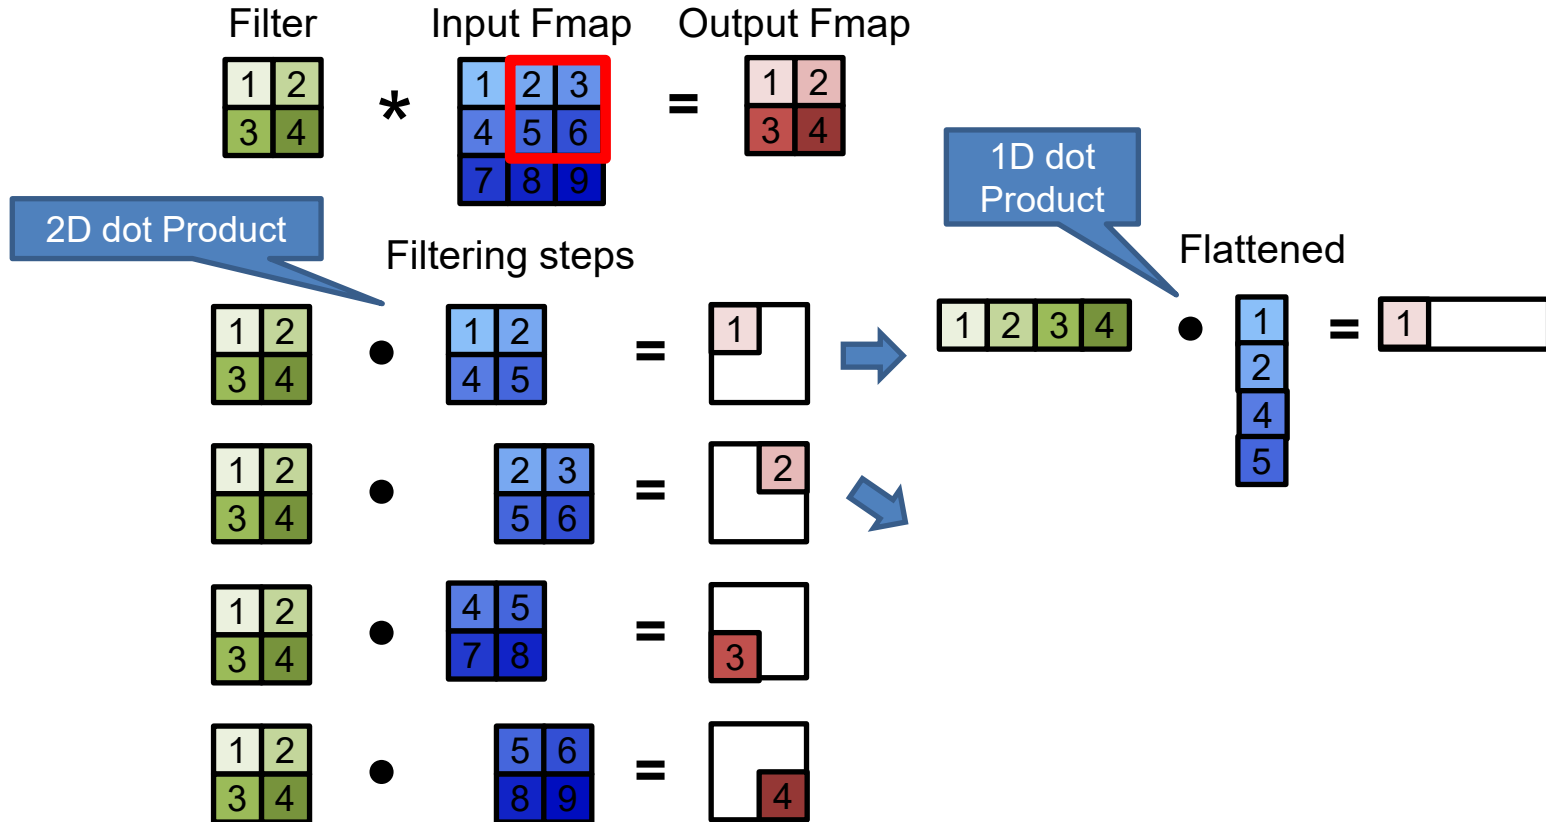 Filter Input Fmap Output Fmap
1 2 * 1 2 3 = 1 2
3 4 4 5 6 3 4
7 8 9
1D dot
Product
2D dot Product
Filtering steps
Flattened
1 2 • 1 2 = 1
3 4 4 5
1 2 3 4 • 1 = 1
2
4
5
1 2 • 2 3 = 2
3 4 5 6
1 2 • 4 5 =
3 4 7 8 3
1 2 • 5 6 =
3 4 8 9 4